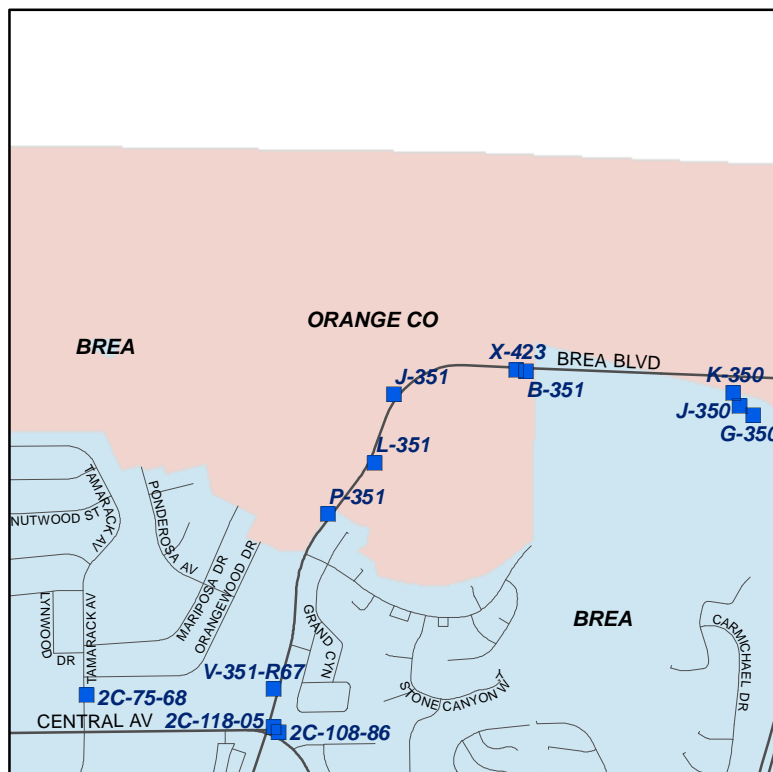 ORANGE CO
BREA
X-423
BREA BLVD
B-351
J-351
K-350
J-350
G-350
L-351
P-351
TAMARACK AV
NUTWOOD ST
PONDEROSA AV
MARIPOSA DR
ORANGEWOOD DR
LYNWOOD
DR
TAMARACK AV
GRAND CYN
BREA
CARMICHAEL DR
STONE CANYON WY
V-351-R67
2C-75-68
CENTRAL AV
2C-118-05
2C-108-86